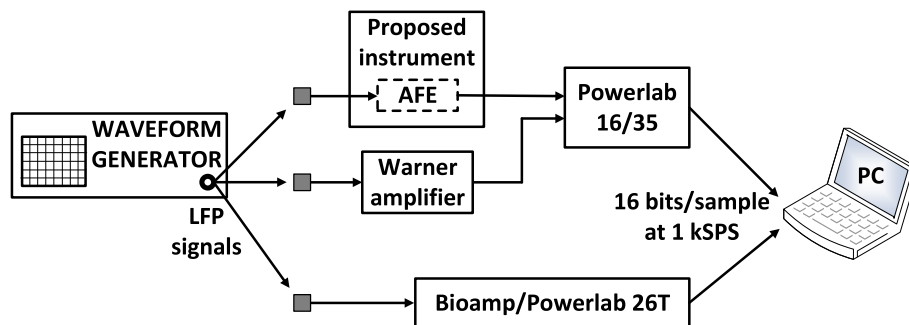 Proposed
instrument
AFE
WAVEFORM
GENERATOR
LFP
signals
Warner
amplifier
Powerlab
16/35
PC
16 bits/sample
at 1 kSPS
Bioamp/Powerlab 26T